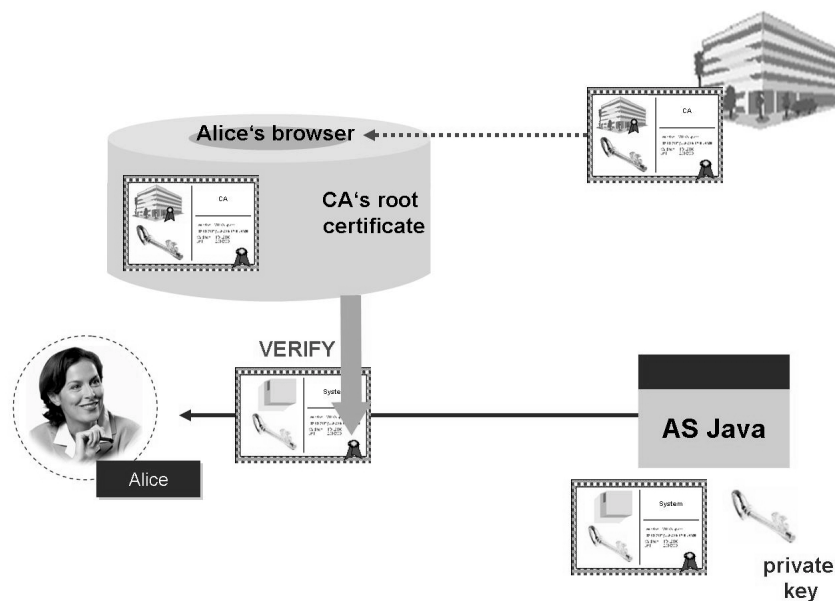 CA
Alice's browser
CA
CA's root
certificate
VERIFY
System
AS Java
Alice
System
private
key